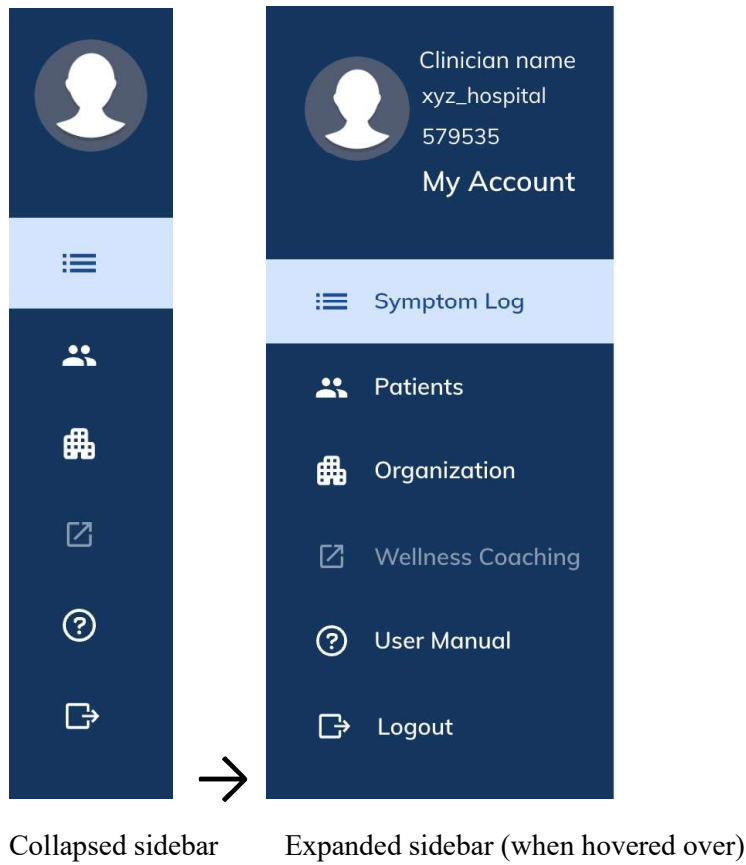 Clinician name
xyz_hospital
579535
My Account
Symptom Log
Patients
Organization
Wellness Coaching
User Manual
Logout
Collapsed sidebar
Expanded sidebar (when hovered over)